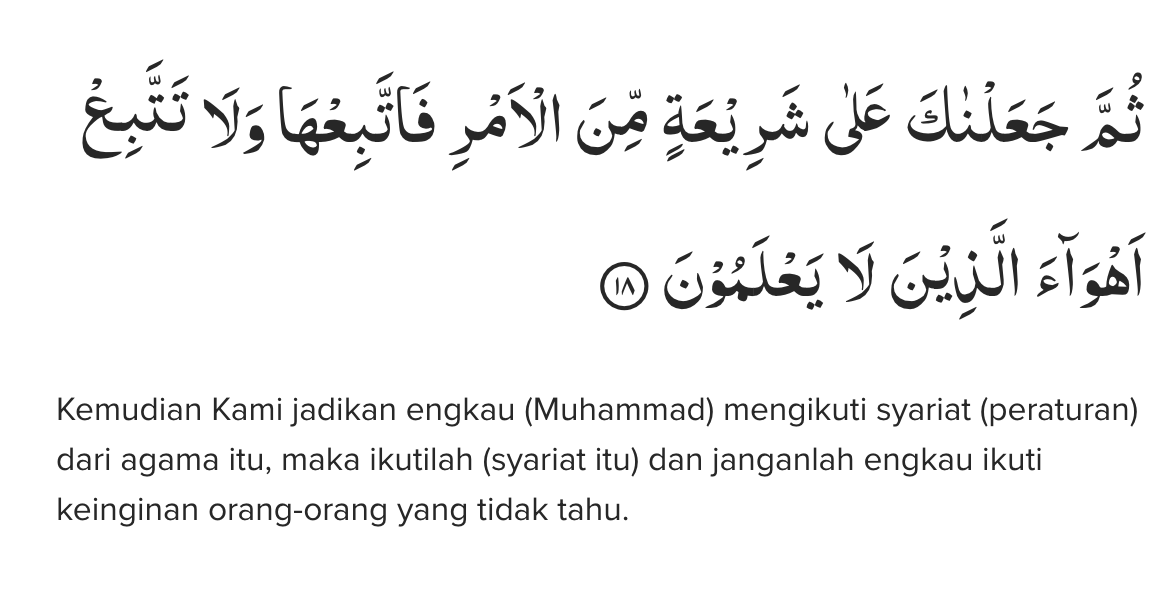 ثُمَّ جَعَلْنٰكَ عَلٰى شَرِيْعَةٍ مِّنَ الْاَمْرِ فَاتَّبِعْهَا وَلَا تَتَّبِعْ
اَهْوَاۤءَ الَّذِيْنَ لَا يَعْلَمُوْنَ ١٨
Kemudian Kami jadikan engkau (Muhammad) mengikuti syariat (peraturan)
dari agama itu, maka ikutilah (syariat itu) dan janganlah engkau ikuti
keinginan orang-orang yang tidak tahu.